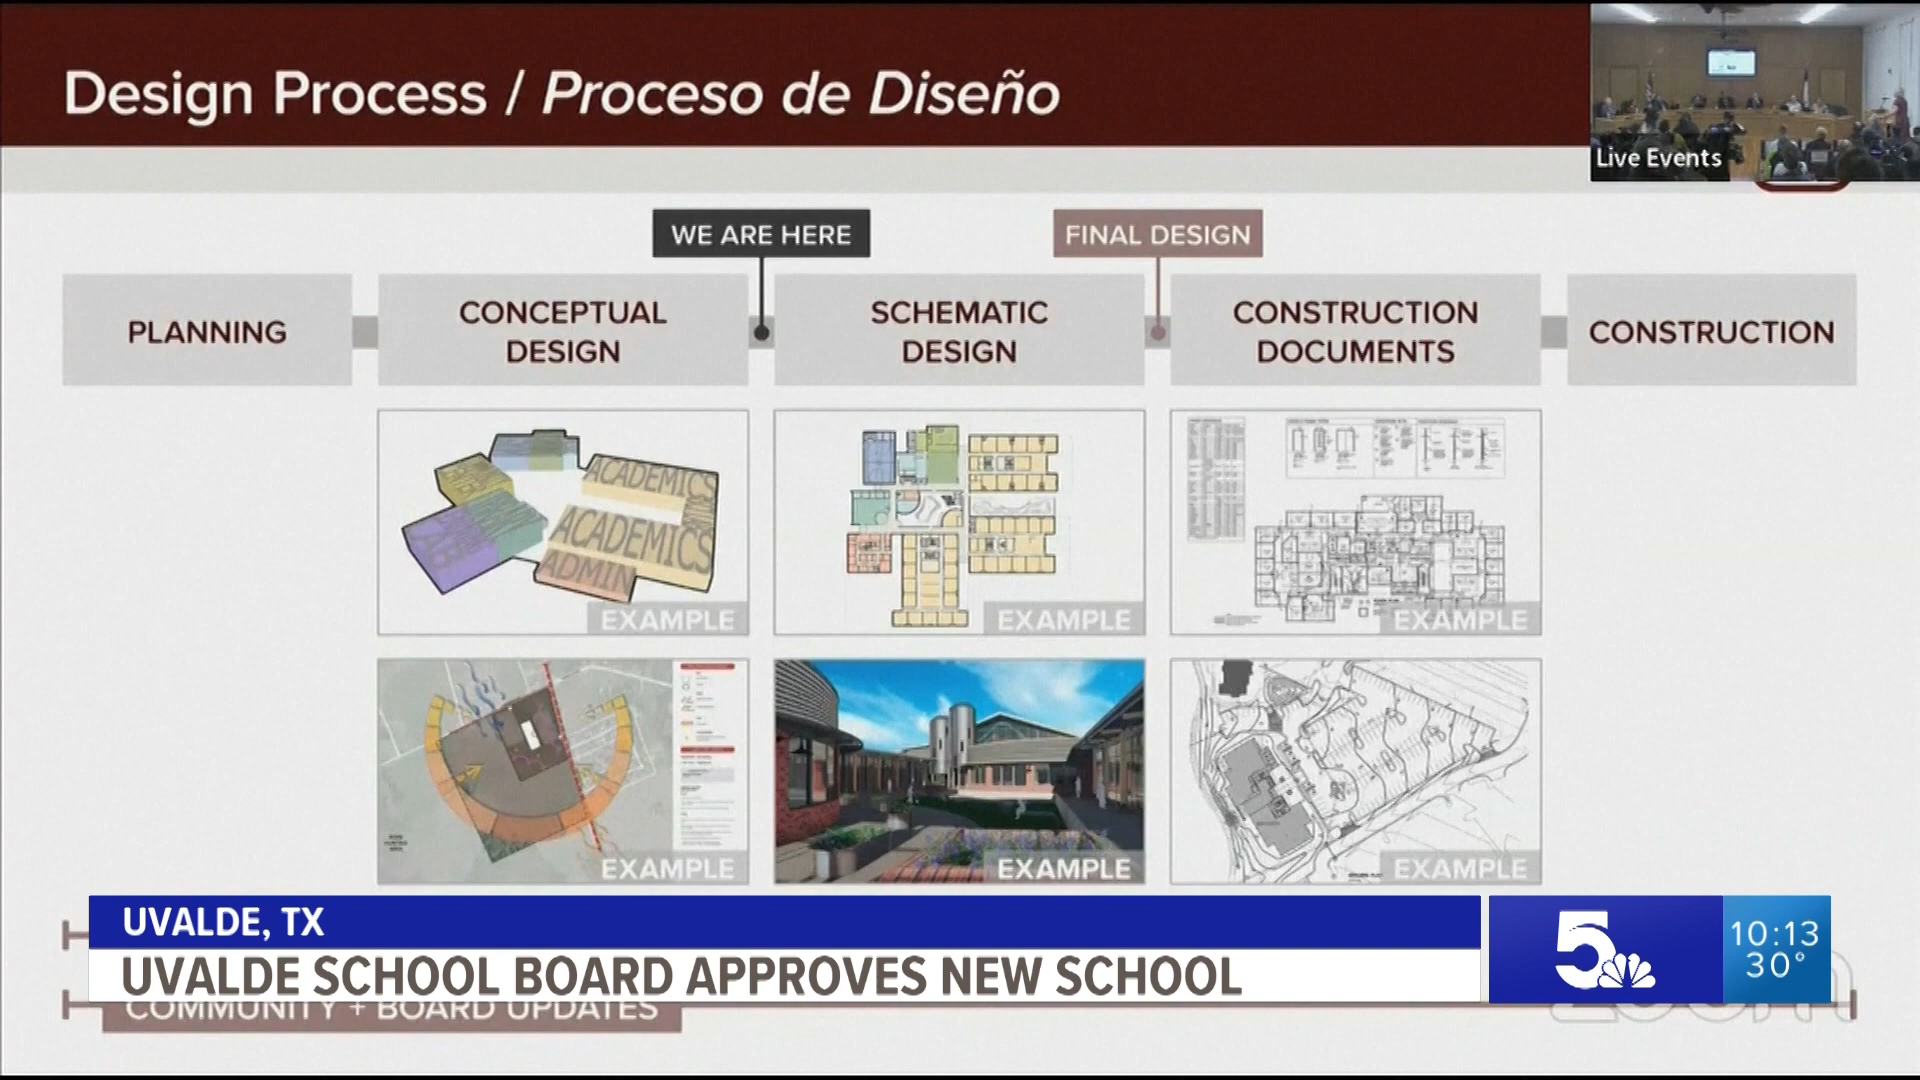 Design Process / Proceso de Diseño
Live Events
WE ARE HERE
FINAL DESIGN
PLANNING
CONCEPTUAL
DESIGN
SCHEMATIC
DESIGN
CONSTRUCTION
DOCUMENTS
CONSTRUCTION
ACADEMICS
ACADEMICS
ADMIN
EXAMPLE
EXAMPLE
EXAMPLE
EXAMPLE
EXAMPLE
EXAMPLE
UVALDE, TX
UVALDE SCHOOL BOARD APPROVES NEW SCHOOL
5
10:13
30°
COMMUNITY + BOARD UPDATES
zoom